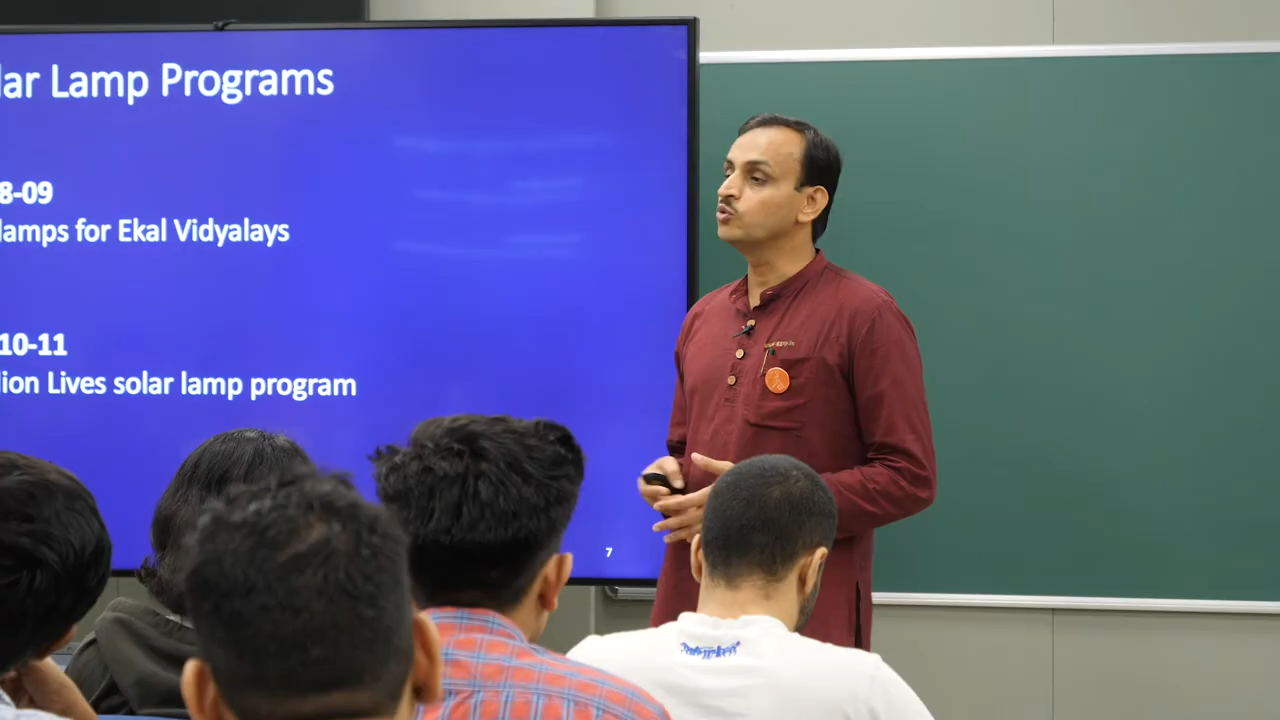 lar Lamp Programs
8-09
lamps for Ekal Vidyalays
10-11
lion Lives solar lamp program
7